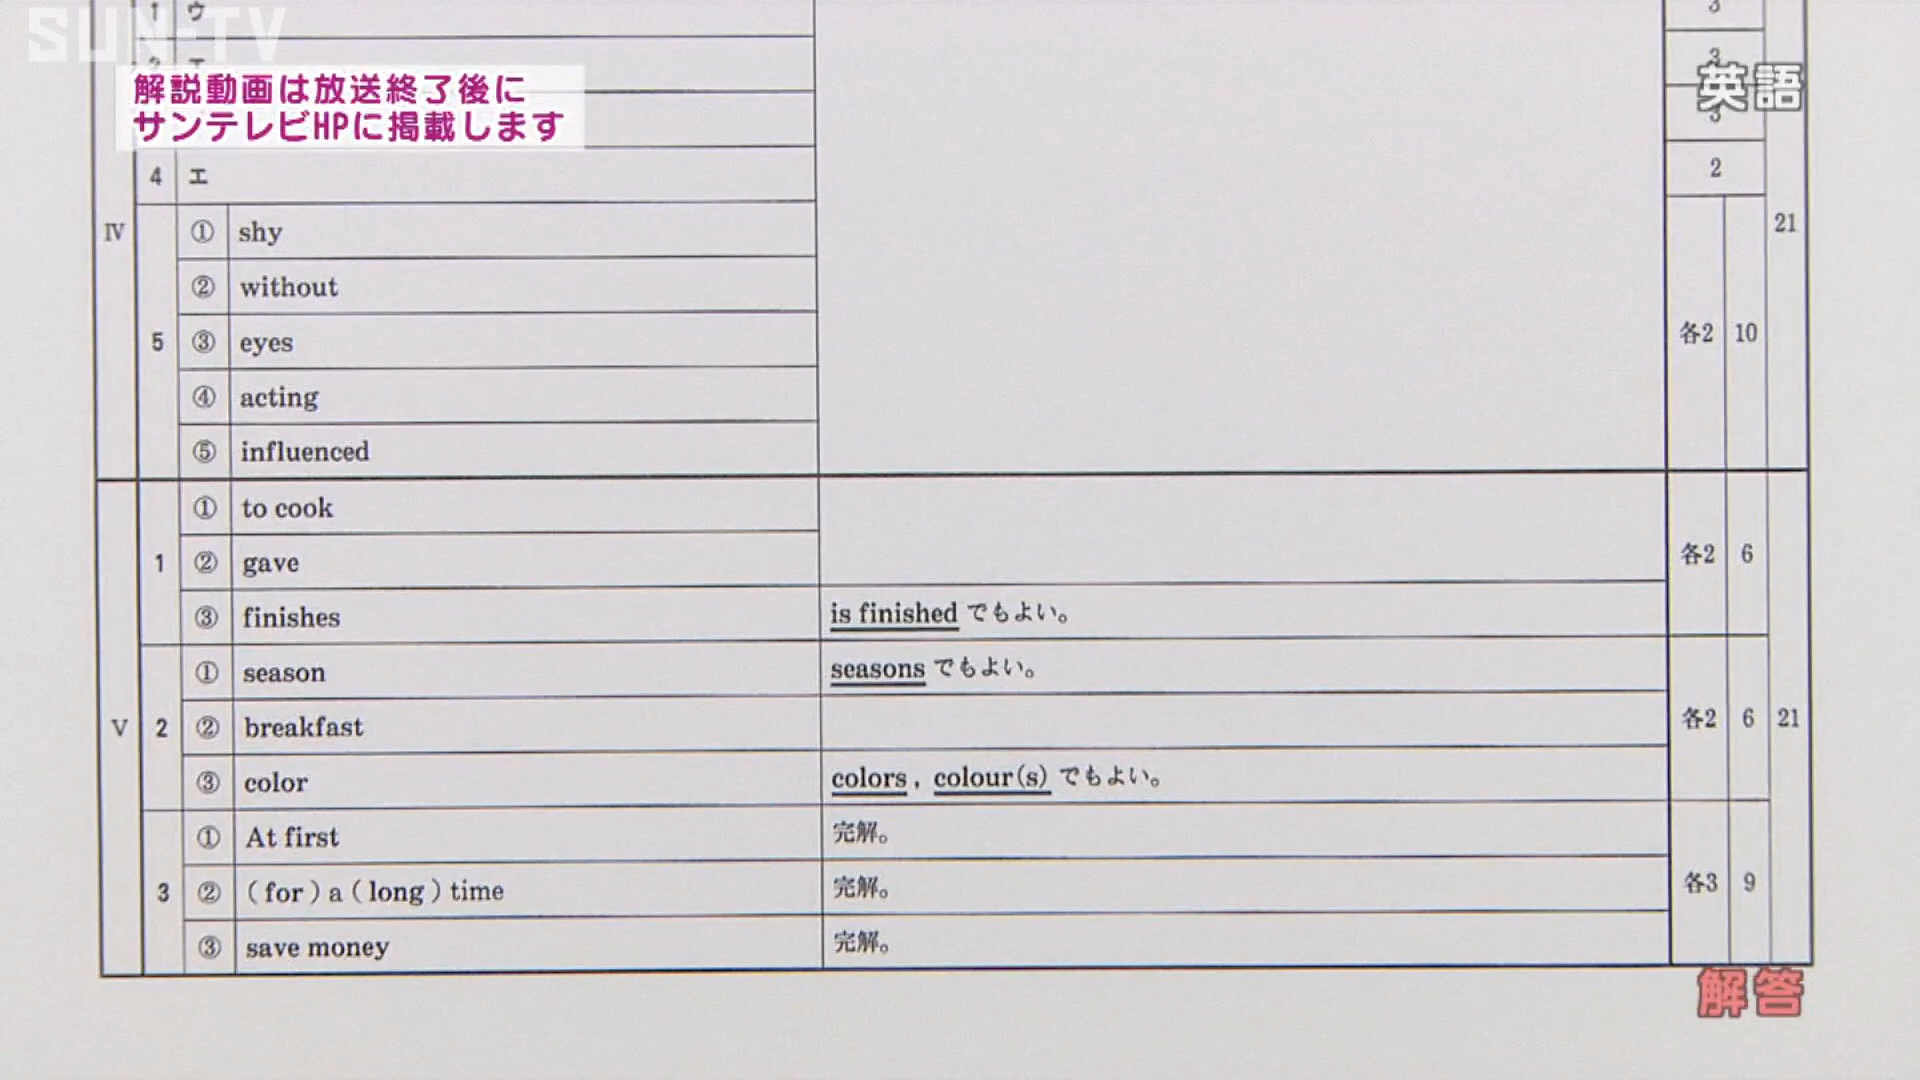 SUN-TV
解説動画は放送終了後に
サンテレビHPに掲載します
英語
1 ウ 3
3
3
4 エ 2
Ⅳ 21
5 各2 10
① shy
② without
③ eyes
④ acting
⑤ influenced
Ⅴ 21
1 各2 6
① to cook
② gave
③ finishes is finished でもよい。
2 各2 6
① season seasons でもよい。
② breakfast
③ color colors , colour(s) でもよい。
3 各3 9
① At first 完解。
② ( for ) a ( long ) time 完解。
③ save money 完解。
解答